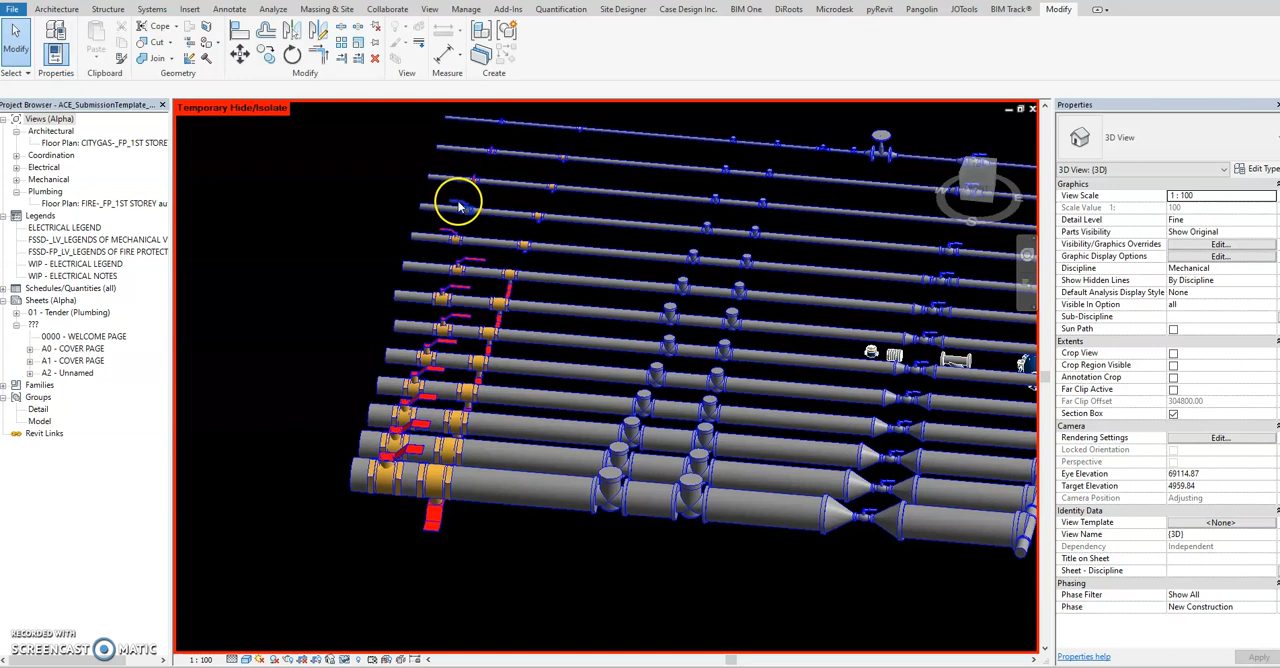 File Architecture Structure Systems Insert Annotate Analyze Massing & Site Collaborate View Manage Add-Ins Quantification Site Designer Case Design Inc. BIM One DiRoots Microdesk pyRevit Pangolin JOTools BIM Track® Modify
Modify Paste Cope
Cut
Join
Select Properties Clipboard Geometry Modify View Measure Create
Project Browser - ACE_SubmissionTemplate_...
Views (Alpha)
Architectural
Floor Plan: CITYGAS-_FP_1ST STORE
Coordination
Electrical
Mechanical
Plumbing
Floor Plan: FIRE-_FP_1ST STOREY au
Legends
ELECTRICAL LEGEND
FSSD-_LV_LEGENDS OF MECHANICAL V
FSSD-FP_LV_LEGENDS OF FIRE PROTECT
WIP - ELECTRICAL LEGEND
WIP - ELECTRICAL NOTES
Schedules/Quantities (all)
Sheets (Alpha)
01 - Tender (Plumbing)
???
0000 - WELCOME PAGE
A0 - COVER PAGE
A1 - COVER PAGE
A2 - Unnamed
Families
Groups
Detail
Model
Revit Links
RECORDED WITH
SCREENCAST MATIC
Temporary Hide/Isolate
W
S
E
1 : 100
Properties
3D View
3D View: {3D} Edit Type
Graphics
View Scale 1 : 100
Scale Value 1: 100
Detail Level Fine
Parts Visibility Show Original
Visibility/Graphics Overrides Edit...
Graphic Display Options Edit...
Discipline Mechanical
Show Hidden Lines By Discipline
Default Analysis Display Style None
Visible In Option all
Sub-Discipline
Sun Path
Extents
Crop View
Crop Region Visible
Annotation Crop
Far Clip Active
Far Clip Offset 304800.00
Section Box
Camera
Rendering Settings Edit...
Locked Orientation
Perspective
Eye Elevation 69114.87
Target Elevation 4959.84
Camera Position Adjusting
Identity Data
View Template <None>
View Name {3D}
Dependency Independent
Title on Sheet
Sheet - Discipline
Phasing
Phase Filter Show All
Phase New Construction
Properties help Apply